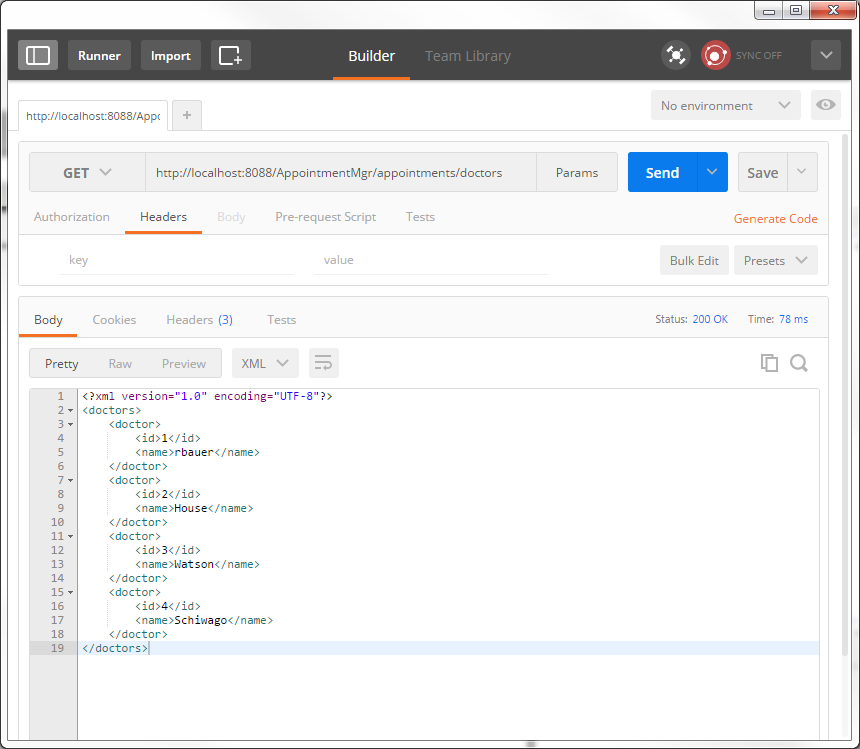 Runner Import Builder Team Library SYNC OFF
http://localhost:8088/Appo +
No environment
GET http://localhost:8088/AppointmentMgr/appointments/doctors Params Send Save
Authorization Headers Body Pre-request Script Tests Generate Code
key value Bulk Edit Presets
Body Cookies Headers (3) Tests Status: 200 OK Time: 78 ms
Pretty Raw Preview XML
1 <?xml version="1.0" encoding="UTF-8"?>
2 <doctors>
3 <doctor>
4 <id>1</id>
5 <name>rbauer</name>
6 </doctor>
7 <doctor>
8 <id>2</id>
9 <name>House</name>
10 </doctor>
11 <doctor>
12 <id>3</id>
13 <name>Watson</name>
14 </doctor>
15 <doctor>
16 <id>4</id>
17 <name>Schiwago</name>
18 </doctor>
19 </doctors>